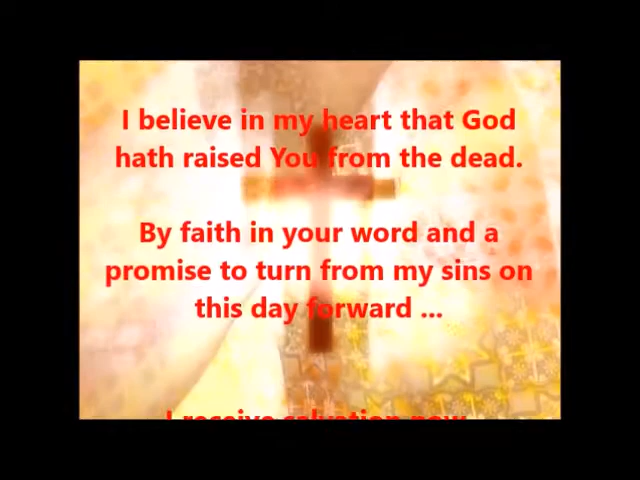 I believe in my heart that God
hath raised You from the dead.
By faith in your word and a
promise to turn from my sins on
this day forward ...
I receive salvation now